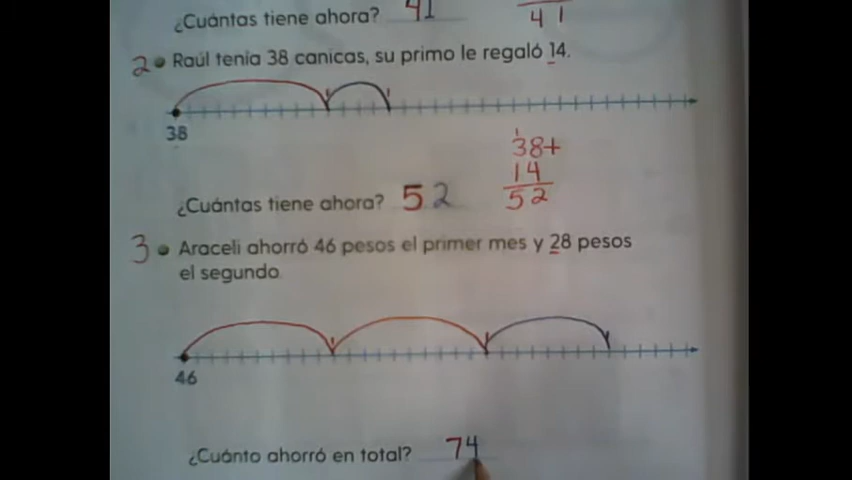 ¿Cuántas tiene ahora? 41
41
2 Raúl tenía 38 canicas, su primo le regaló 14.
38
38+
14
52
¿Cuántas tiene ahora? 52
3 Araceli ahorró 46 pesos el primer mes y 28 pesos
el segundo
46
¿Cuánto ahorró en total? 74